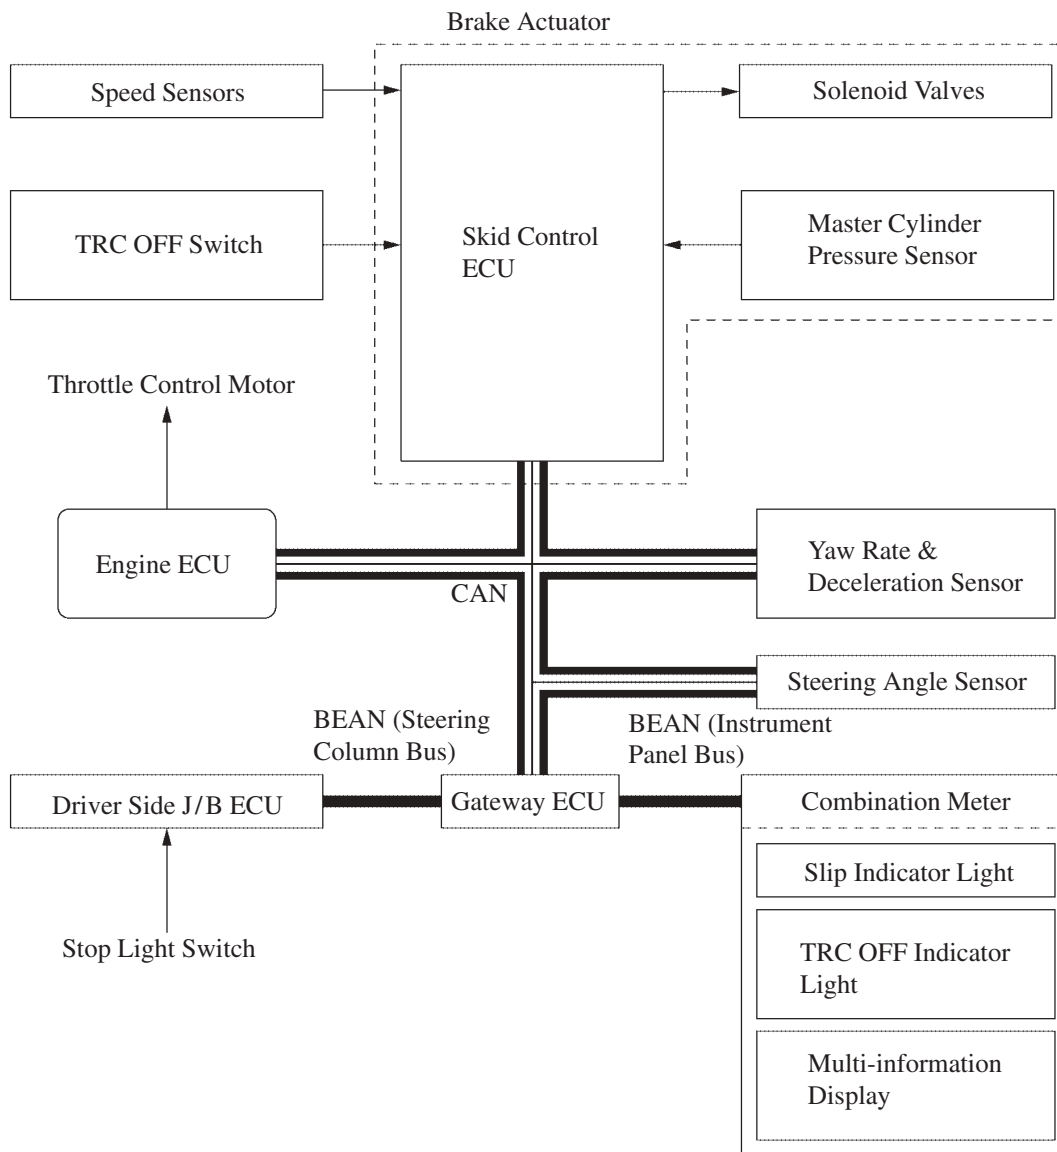 Brake Actuator
Speed Sensors
Solenoid Valves
TRC OFF Switch
Skid Control
ECU
Master Cylinder
Pressure Sensor
Throttle Control Motor
Engine ECU
CAN
Yaw Rate &
Deceleration Sensor
Steering Angle Sensor
BEAN (Steering
Column Bus)
BEAN (Instrument
Panel Bus)
Driver Side J/B ECU
Gateway ECU
Combination Meter
Slip Indicator Light
Stop Light Switch
TRC OFF Indicator
Light
Multi-information
Display